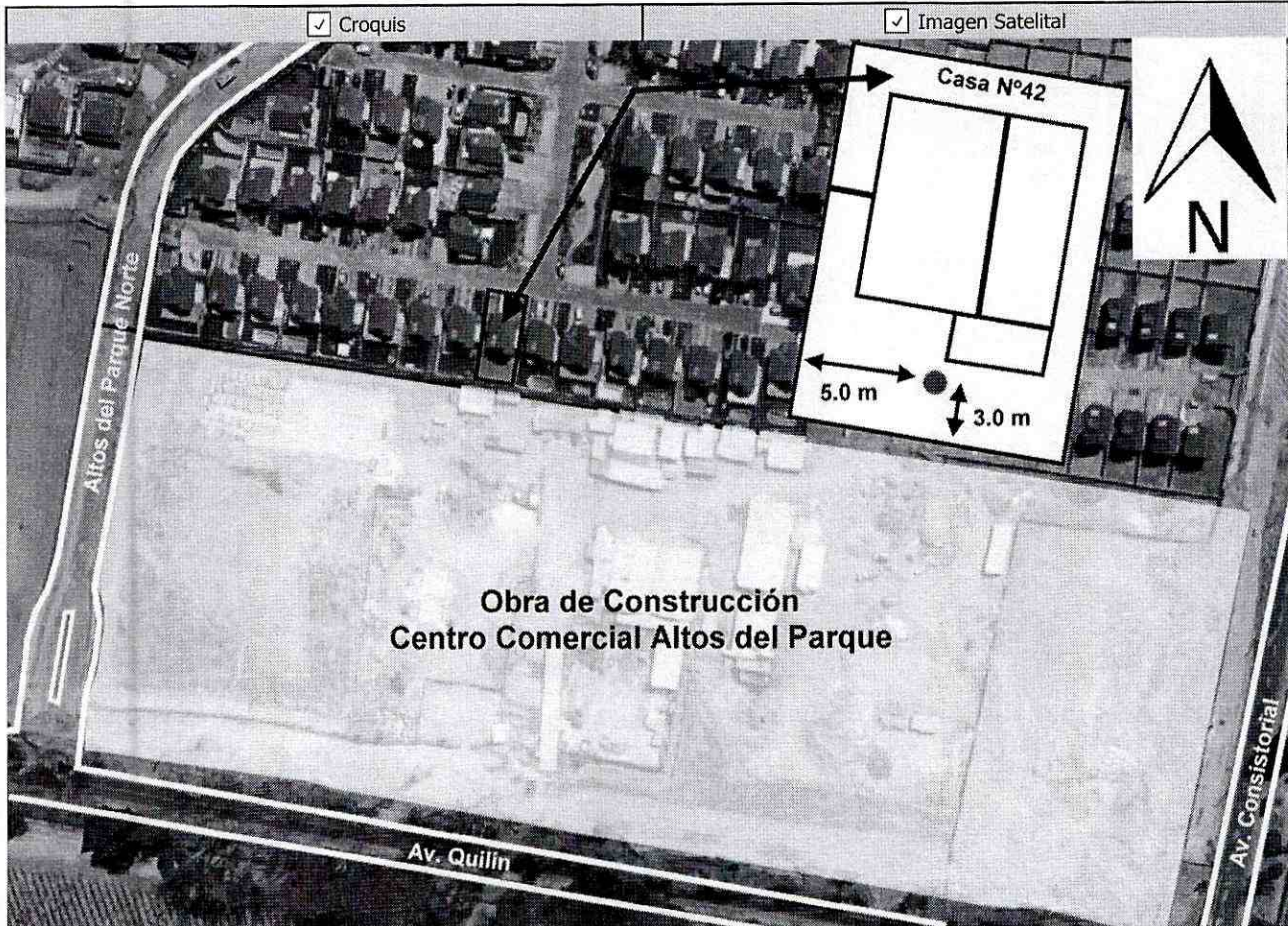 ✓ Croquis
✓ Imagen Satelital
Casa Nº42
N
5.0 m
3.0 m
Altos del Parque Norte
Obra de Construcción
Centro Comercial Altos del Parque
Av. Quilín
Av. Consistorial